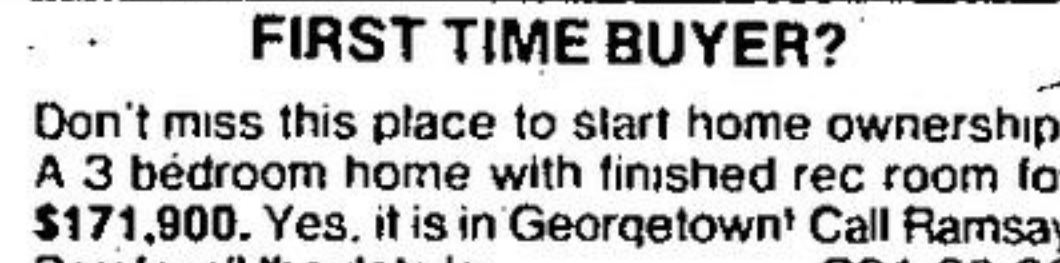 FIRST TIME BUYER?
Don't miss this place to start home ownership
A 3 bedroom home with finished rec room fo
$171,900. Yes, it is in Georgetown! Call Ramsay